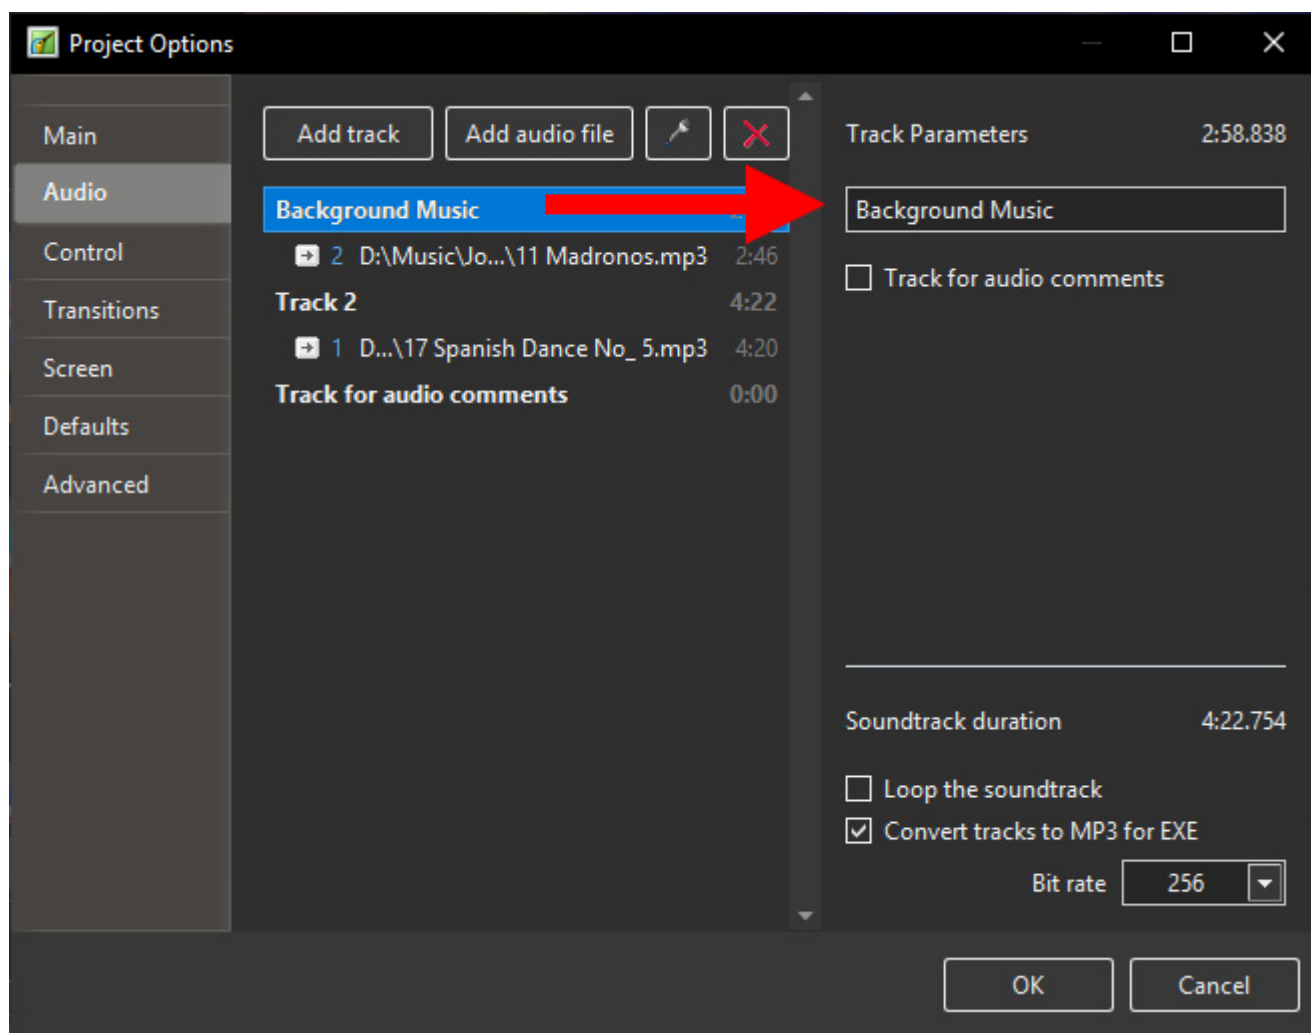 Project Options
Main
Audio
Control
Transitions
Screen
Defaults
Advanced
Add track
Add audio file
Background Music
2 D:\Music\Jo...\11 Madronos.mp3 2:46
Track 2 4:22
1 D...\17 Spanish Dance No_ 5.mp3 4:20
Track for audio comments 0:00
Track Parameters 2:58.838
Background Music
Track for audio comments
Soundtrack duration 4:22.754
Loop the soundtrack
Convert tracks to MP3 for EXE
Bit rate 256
OK
Cancel